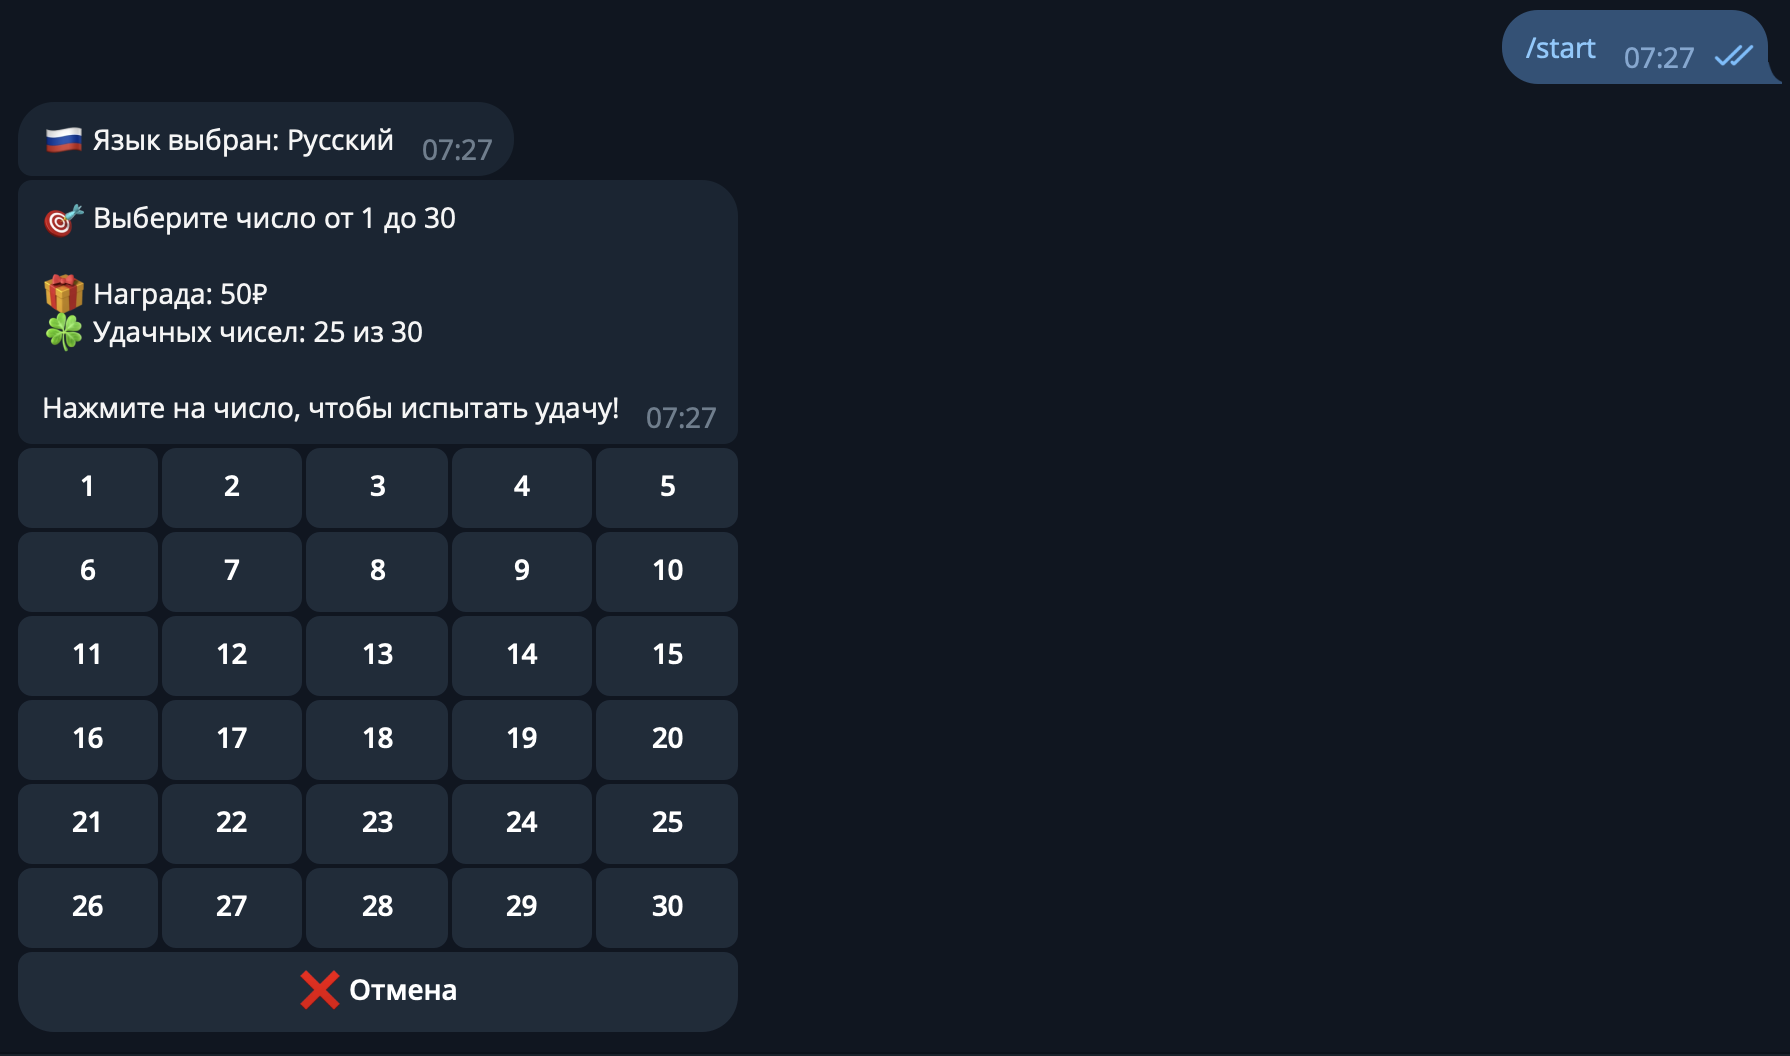 /start 07:27
Язык выбран: Русский 07:27
Выберите число от 1 до 30
Награда: 50₽
Удачных чисел: 25 из 30
Нажмите на число, чтобы испытать удачу! 07:27
1 2 3 4 5
6 7 8 9 10
11 12 13 14 15
16 17 18 19 20
21 22 23 24 25
26 27 28 29 30
Отмена